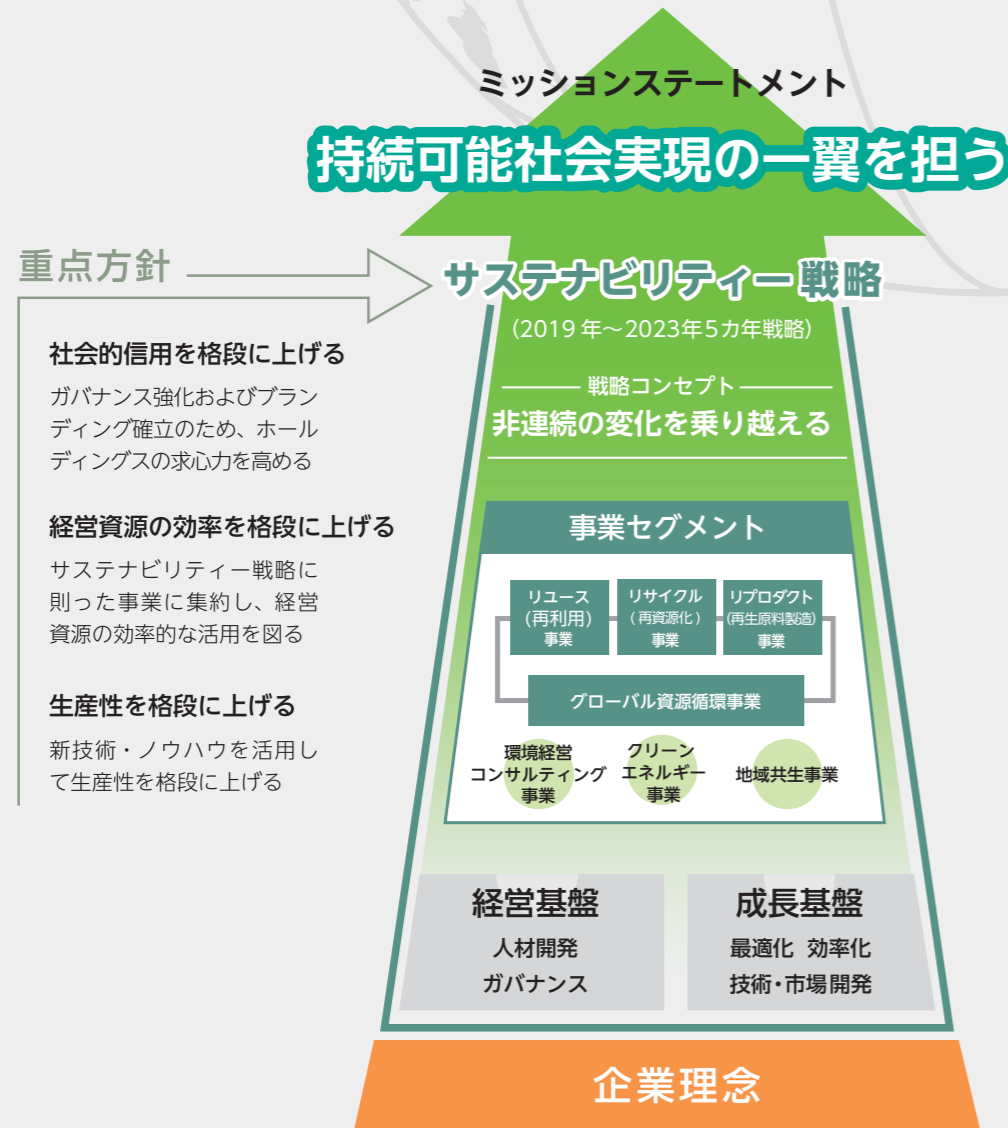 ミッションステートメント
持続可能社会実現の一翼を担う
重点方針
サステナビリティー戦略
（2019年～2023年5カ年戦略）
社会的信用を格段に上げる
ガバナンス強化およびブラン
ディング確立のため、ホール
ディングスの求心力を高める
戦略コンセプト
非連続の変化を乗り越える
経営資源の効率を格段に上げる
サステナビリティー戦略に
則った事業に集約し、経営
資源の効率的な活用を図る
生産性を格段に上げる
新技術・ノウハウを活用し
て生産性を格段に上げる
事業セグメント
リユース
(再利用)
事業
リサイクル
(再資源化)
事業
リプロダクト
(再生原料製造)
事業
グローバル資源循環事業
環境経営
コンサルティング
事業
クリーン
エネルギー
事業
地域共生事業
経営基盤
人材開発
ガバナンス
成長基盤
最適化 効率化
技術・市場開発
企業理念